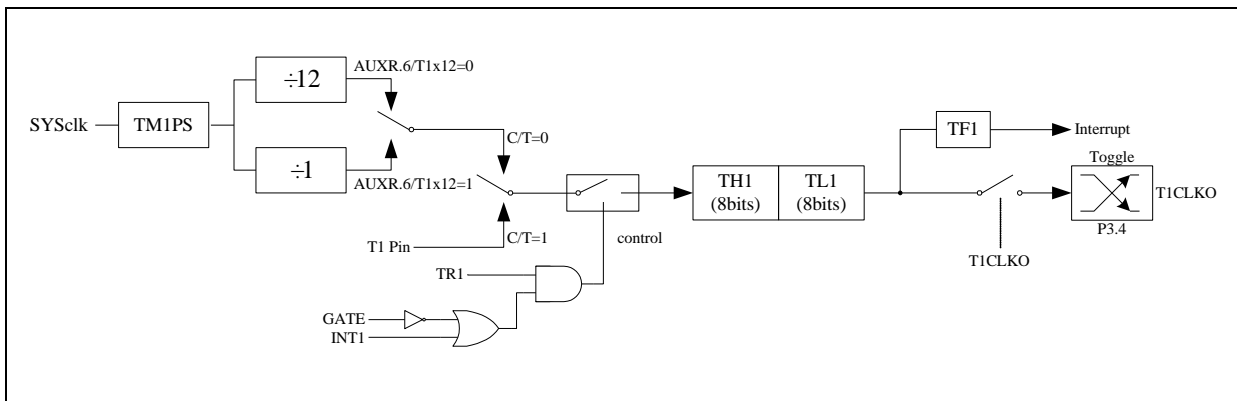 SYSclk
TM1PS
÷12
AUXR.6/T1x12=0
÷1
AUXR.6/T1x12=1
C/T=0
T1 Pin
C/T=1
control
TR1
GATE
INT1
TH1
(8bits)
TL1
(8bits)
TF1
Interrupt
Toggle
T1CLKO
P3.4
T1CLKO